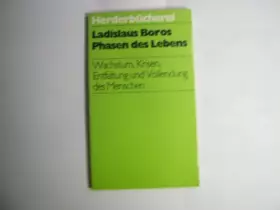 Herderbücherei
Ladislaus Boros
Phasen des Lebens
Wachstum, Krisen,
Entfaltung und Vollendung
des Menschen